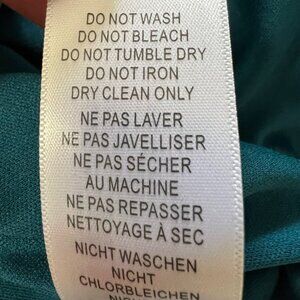 DO NOT WASH
DO NOT BLEACH
DO NOT TUMBLE DRY
DO NOT IRON
DRY CLEAN ONLY
NE PAS LAVER
NE PAS JAVELLISER
NE PAS SÉCHER
AU MACHINE
NE PAS REPASSER
NETTOYAGE À SEC
NICHT WASCHEN
NICHT
CHLORBLEICHEN